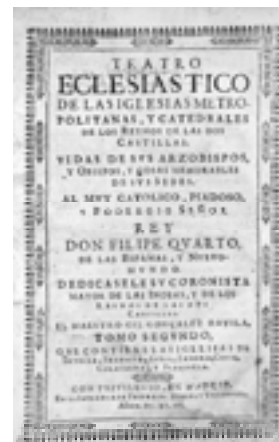 TEATRO
ECLESIASTICO
DE LAS IGLESIAS METRO-
POLITANAS, Y CATEDRALES
DE LOS REYNOS DE LAS DOS
CASTILLAS.
VIDAS DE SVS ARZOBISPOS,
Y OBISPOS, Y COSAS MEMORABLES
DE SVS SEDES.
AL MVY CATOLICO, PIADOSO,
Y PODEROSO SEÑOR
REY
DON FILIPE QVARTO,
DE LAS ESPAÑAS, Y NVEVO-
MVNDO.
DEDICASELE SV CORONISTA
MAYOR DE LAS INDIAS, Y DE LOS
CASTILLAS
EL MAESTRO GIL GONZALEZ DAVILA,
TOMO SEGVNDO,
QVE CONTIENE LAS IGLESIAS DE
SEVILLA,
CON PRIVILEGIO, EN MADRID,